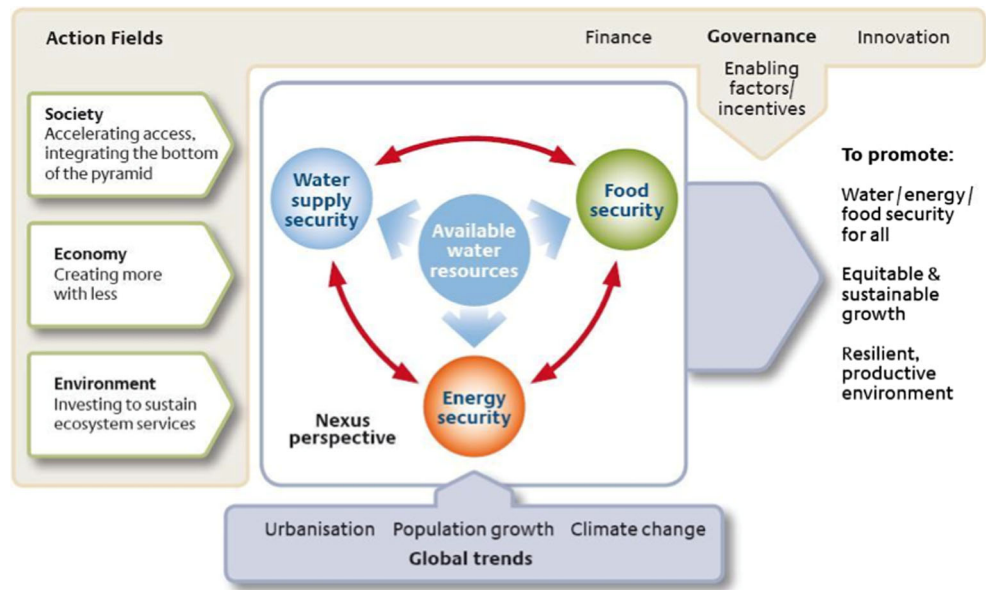 Action Fields
Finance
Governance
Innovation
Enabling
factors/
incentives
Society
Accelerating access,
integrating the bottom
of the pyramid
Economy
Creating more
with less
Environment
Investing to sustain
ecosystem services
Water
supply
security
Food
security
Available
water
resources
Energy
security
Nexus
perspective
To promote:
Water/energy/
food security
for all
Equitable &
sustainable
growth
Resilient,
productive
environment
Urbanisation
Population growth
Climate change
Global trends